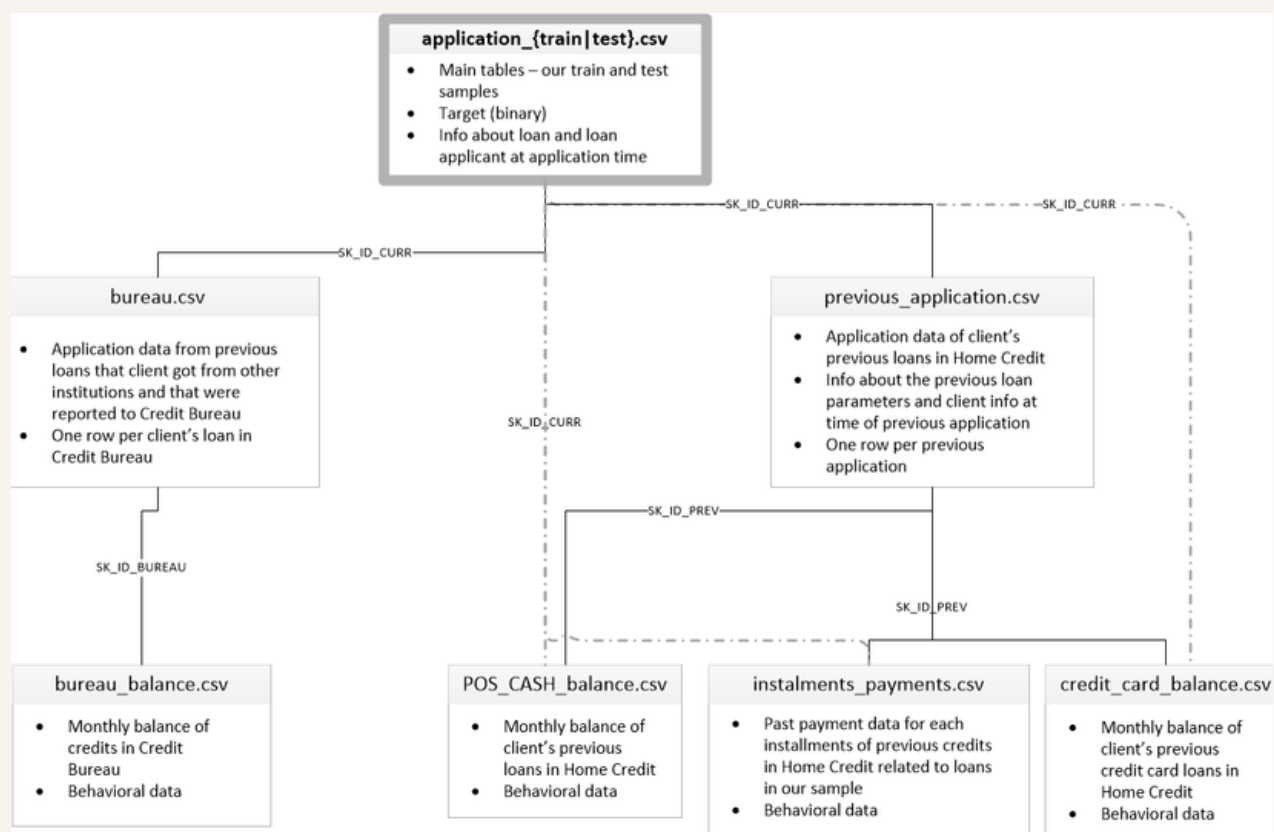 application_{train|test}.csv
• Main tables – our train and test
samples
• Target (binary)
• Info about loan and loan
applicant at application time
SK_ID_CURR
SK_ID_CURR
SK_ID_CURR
bureau.csv
• Application data from previous
loans that client got from other
institutions and that were
reported to Credit Bureau
• One row per client's loan in
Credit Bureau
previous_application.csv
• Application data of client's
previous loans in Home Credit
• Info about the previous loan
parameters and client info at
time of previous application
• One row per previous
application
SK_ID_CURR
SK_ID_PREV
SK_ID_BUREAU
SK_ID_PREV
bureau_balance.csv
• Monthly balance of
credits in Credit
Bureau
• Behavioral data
POS_CASH_balance.csv
• Monthly balance of
client's previous
loans in Home Credit
• Behavioral data
instalments_payments.csv
• Past payment data for each
installments of previous credits
in Home Credit related to loans
in our sample
• Behavioral data
credit_card_balance.csv
• Monthly balance of
client's previous
credit card loans in
Home Credit
• Behavioral data